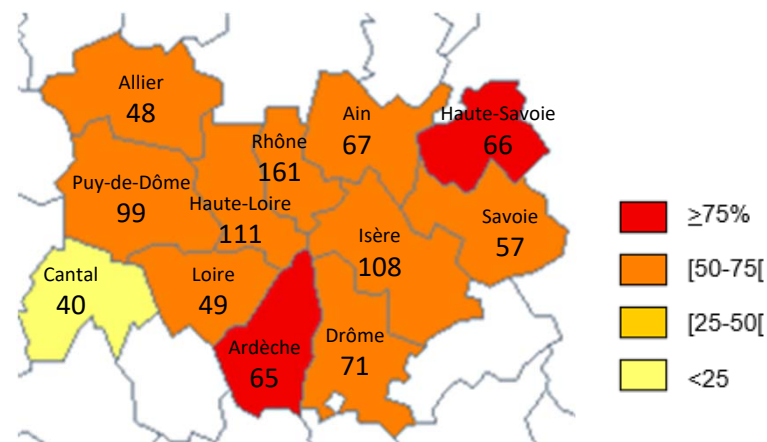 Allier
48
Ain
67
Haute-Savoie
66
Rhône
161
Puy-de-Dôme
99
Haute-Loire
111
Isère
108
Savoie
57
Cantal
40
Loire
49
Ardèche
65
Drôme
71
≥75%
[50-75[
[25-50[
<25